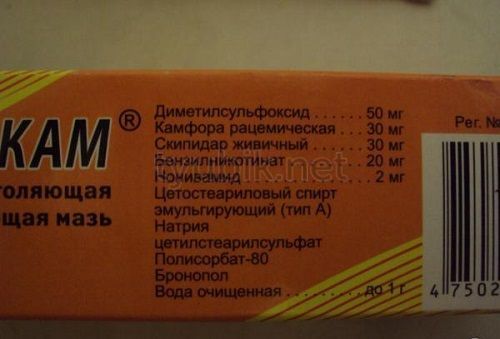 КАМ®
толяющая
щая мазь
Диметилсульфоксид ...... 50 мг
Камфора рацемическая ... 30 мг
Скипидар живичный ...... 30 мг
Бензилникотинат ......... 20 мг
Нонивамид ............... 2 мг
Цетостеариловый спирт
эмульгирующий (тип А)
Натрия
цетилстеарилсульфат
Полисорбат-80
Бронопол
Вода очищенная ......... до 1 г
Рег. №
4 7502